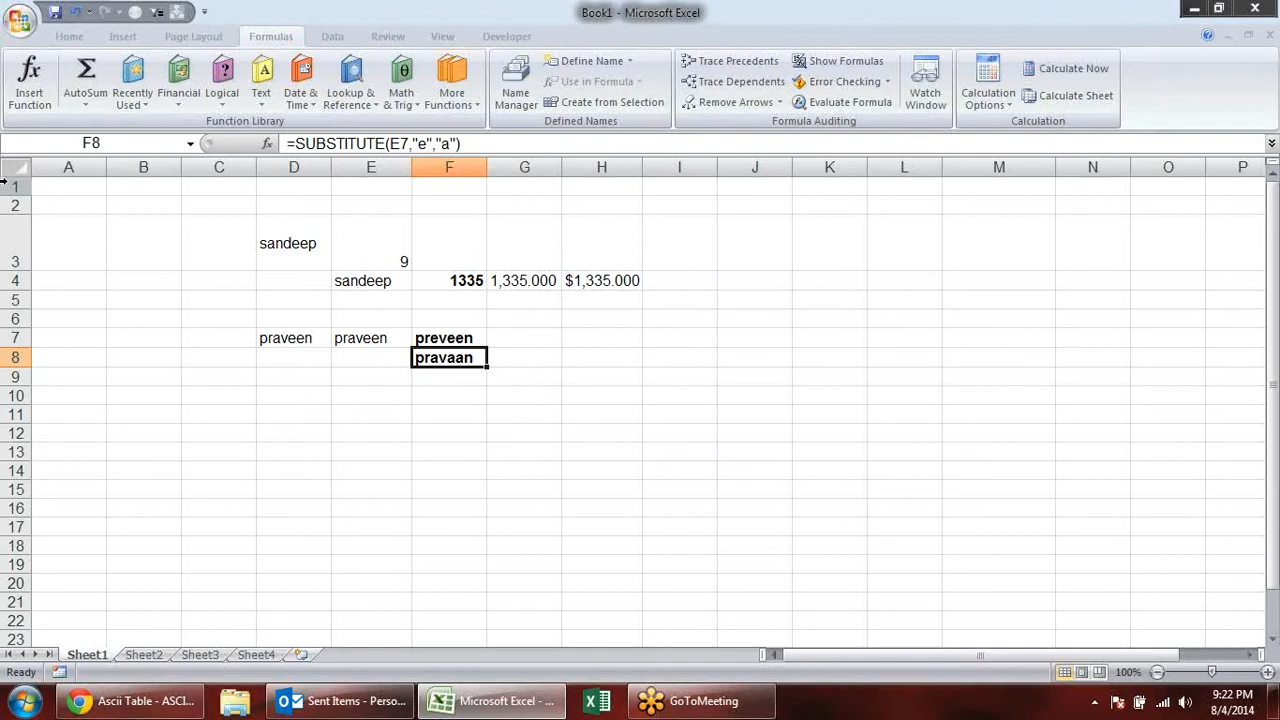 Book1 - Microsoft Excel
Home Insert Page Layout Formulas Data Review View Developer
Insert Function
AutoSum
Recently Used
Financial
Logical
Text
Date & Time
Lookup & Reference
Math & Trig
More Functions
Function Library
Name Manager
Define Name
Use in Formula
Create from Selection
Defined Names
Trace Precedents
Trace Dependents
Remove Arrows
Show Formulas
Error Checking
Evaluate Formula
Watch Window
Formula Auditing
Calculation Options
Calculate Now
Calculate Sheet
Calculation
F8 fx =SUBSTITUTE(E7,"e","a")
A B C D E F G H I J K L M N O P
1
2
3 sandeep 9
4 sandeep 1335 1,335.000 $1,335.000
5
6
7 praveen praveen preveen
8 pravaan
9
10
11
12
13
14
15
16
17
18
19
20
21
22
23
Sheet1 Sheet2 Sheet3 Sheet4
Ready 100%
Ascii Table - ASCI...
Sent Items - Perso...
Microsoft Excel - ...
GoToMeeting
9:22 PM
8/4/2014